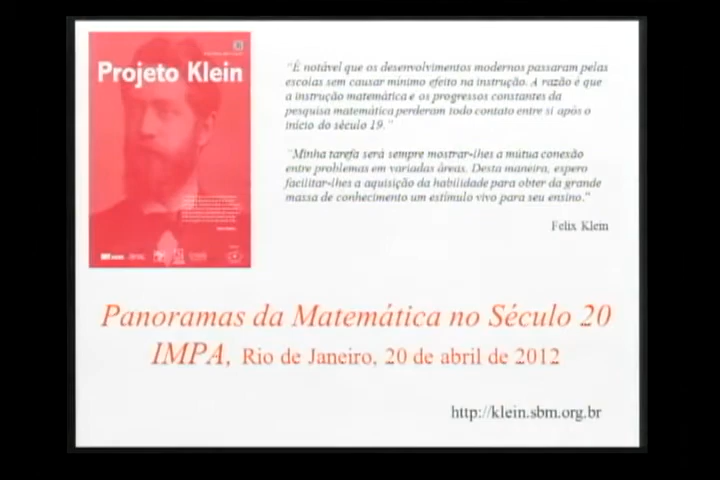 Projeto Klein
“É notável que os desenvolvimentos modernos passaram pelas
escolas sem causar mínimo efeito na instrução. A razão é que
a instrução matemática e os progressos constantes da
pesquisa matemática perderam todo contato entre si após o
início do século 19.”
“Minha tarefa será sempre mostrar-lhes a mútua conexão
entre problemas em variadas áreas. Desta maneira, espero
facilitar-lhes a aquisição da habilidade para obter da grande
massa de conhecimento um estímulo vivo para seu ensino.”
Felix Klein
Panoramas da Matemática no Século 20
IMPA, Rio de Janeiro, 20 de abril de 2012
http://klein.sbm.org.br